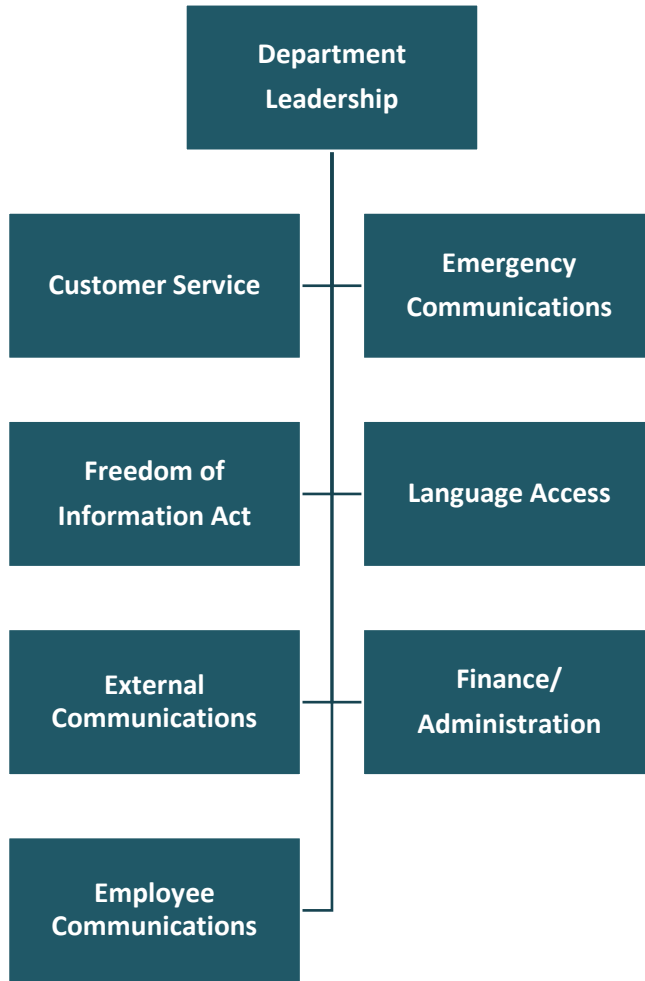 Department
Leadership
Customer Service
Emergency
Communications
Freedom of
Information Act
Language Access
External
Communications
Finance/
Administration
Employee
Communications